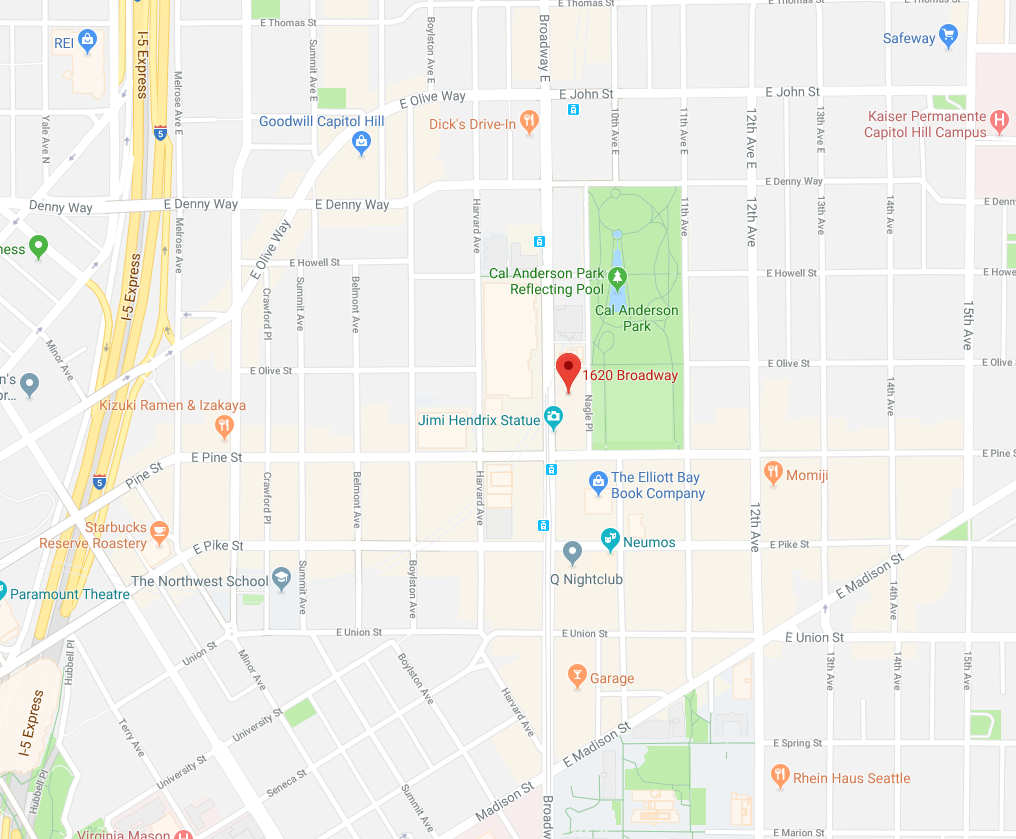 E Thomas St
E Thomas St
E Thomas St
REI
I-5 Express
Summit Ave E
Boylston Ave E
Broadway E
Safeway
Melrose Ave E
Yale Ave N
5
E Olive Way
E John St
E John St
Goodwill Capitol Hill
Dick's Drive-In
10th Ave E
11th Ave E
12th Ave E
13th Ave E
Kaiser Permanente
Capitol Hill Campus
Denny Way
E Denny Way
E Denny Way
E Denny Way
E Denny
Melrose Ave
Harvard Ave
11th Ave
12th Ave
13th Ave
14th Ave
ness
E Olive Way
I-5 Express
E Howell St
E Howell St
E Howe
Cal Anderson Park
Reflecting Pool
Cal Anderson
Park
Crawford Pl
Summit Ave
Belmont Ave
15th Ave
Minor Ave
E Olive St
E Olive St
E Olive S
n's
or...
1620 Broadway
Nagle Pl
14th Ave
Kizuki Ramen & Izakaya
Jimi Hendrix Statue
E Pine St
E Pine S
Pine St
5
Crawford Pl
Belmont Ave
Harvard Ave
The Elliott Bay
Book Company
Momiji
12th Ave
Starbucks
Reserve Roastery
E Pike St
Neumos
E Pike St
Q Nightclub
The Northwest School
Summit Ave
Boylston Ave
E Madison St
14th Ave
Paramount Theatre
E Union St
E Union St
E Union St
Union St
Hubbell Pl
Minor Ave
Boylston Ave
13th Ave
14th Ave
15th Ave
Garage
I-5 Express
Harvard Ave
Terry Ave
University St
E Madison St
E Spring St
University St
Seneca St
Hubbell Pl
Summit Ave
Madison St
Rhein Haus Seattle
Broadw
Virginia Mason
E Marion St